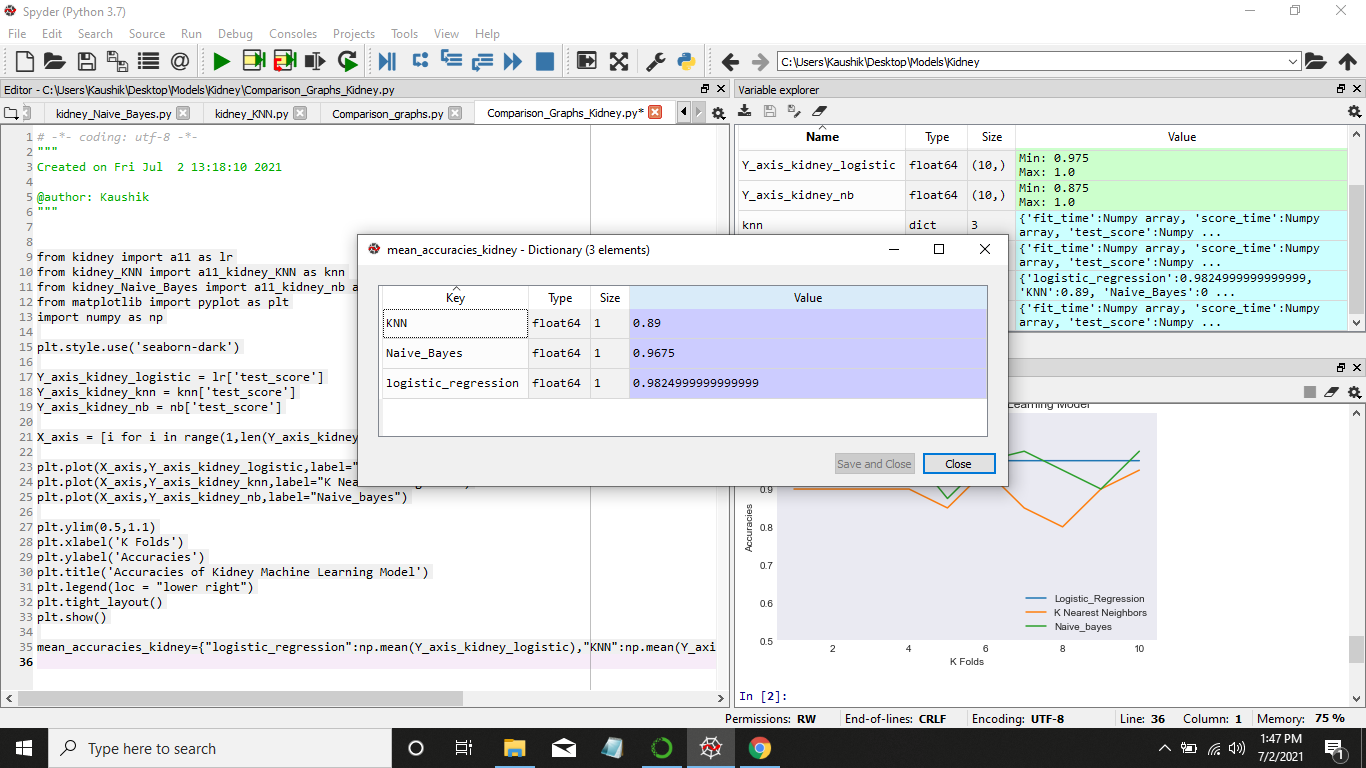 Spyder (Python 3.7)
File Edit Search Source Run Debug Consoles Projects Tools View Help
C:\Users\Kaushik\Desktop\Models\Kidney
Editor - C:\Users\Kaushik\Desktop\Models\Kidney\Comparison_Graphs_Kidney.py
kidney_Naive_Bayes.py kidney_KNN.py Comparison_graphs.py Comparison_Graphs_Kidney.py*
1 # -*- coding: utf-8 -*-
2 """
3 Created on Fri Jul  2 13:18:10 2021
4
5 @author: Kaushik
6 """
7
8
9 from kidney import a11 as lr
10 from kidney_KNN import a11_kidney_KNN as knn
11 from kidney_Naive_Bayes import a11_kidney_nb a
12 from matplotlib import pyplot as plt
13 import numpy as np
14
15 plt.style.use('seaborn-dark')
16
17 Y_axis_kidney_logistic = lr['test_score']
18 Y_axis_kidney_knn = knn['test_score']
19 Y_axis_kidney_nb = nb['test_score']
20
21 X_axis = [i for i in range(1,len(Y_axis_kidney
22
23 plt.plot(X_axis,Y_axis_kidney_logistic,label="
24 plt.plot(X_axis,Y_axis_kidney_knn,label="K Nea
25 plt.plot(X_axis,Y_axis_kidney_nb,label="Naive_bayes")
26
27 plt.ylim(0.5,1.1)
28 plt.xlabel('K Folds')
29 plt.ylabel('Accuracies')
30 plt.title('Accuracies of Kidney Machine Learning Model')
31 plt.legend(loc = "lower right")
32 plt.tight_layout()
33 plt.show()
34
35 mean_accuracies_kidney={"logistic_regression":np.mean(Y_axis_kidney_logistic),"KNN":np.mean(Y_axi
36
Variable explorer
Name Type Size Value
Y_axis_kidney_logistic float64 (10,) Min: 0.975
Max: 1.0
Y_axis_kidney_nb float64 (10,) Min: 0.875
Max: 1.0
knn dict 3 {'fit_time':Numpy array, 'score_time':Numpy
array, 'test_score':Numpy ...
{'fit_time':Numpy array, 'score_time':Numpy
array, 'test_score':Numpy ...
{'logistic_regression':0.9824999999999999,
'KNN':0.89, 'Naive_Bayes':0 ...
{'fit_time':Numpy array, 'score_time':Numpy
array, 'test_score':Numpy ...
mean_accuracies_kidney - Dictionary (3 elements)
Key Type Size Value
KNN float64 1 0.89
Naive_Bayes float64 1 0.9675
logistic_regression float64 1 0.9824999999999999
Save and Close Close
Learning Model
0.9
0.8
0.7
0.6
0.5
Accuracies
Logistic_Regression
K Nearest Neighbors
Naive_bayes
2 4 6 8 10
K Folds
In [2]:
Permissions: RW End-of-lines: CRLF Encoding: UTF-8 Line: 36 Column: 1 Memory: 75 %
Type here to search
1:47 PM
7/2/2021
1